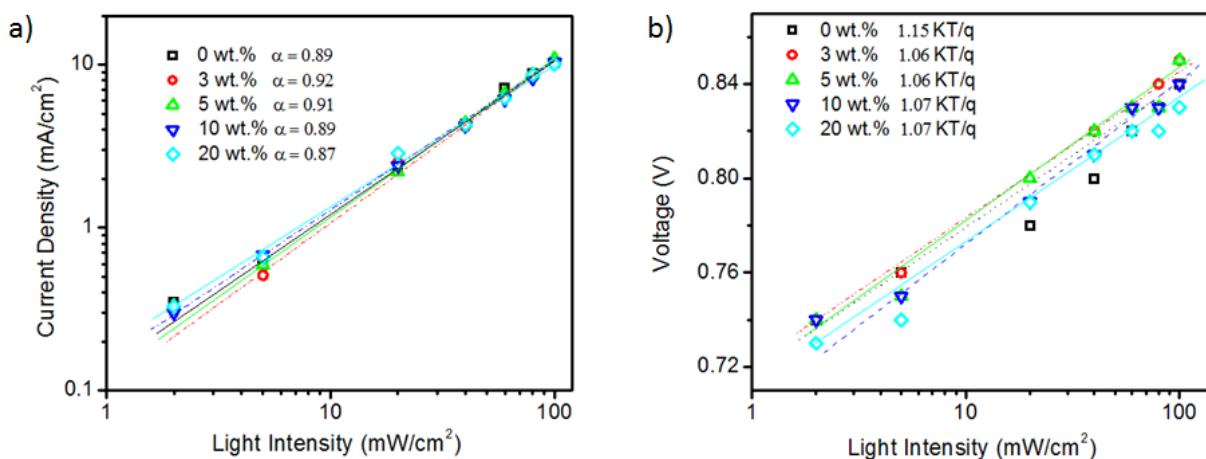 a)
0 wt.% α = 0.89
3 wt.% α = 0.92
5 wt.% α = 0.91
10 wt.% α = 0.89
20 wt.% α = 0.87
Current Density (mA/cm²)
10
1
0.1
1
10
100
Light Intensity (mW/cm²)
b)
0 wt.% 1.15 KT/q
3 wt.% 1.06 KT/q
5 wt.% 1.06 KT/q
10 wt.% 1.07 KT/q
20 wt.% 1.07 KT/q
Voltage (V)
0.84
0.80
0.76
0.72
1
10
100
Light Intensity (mW/cm²)